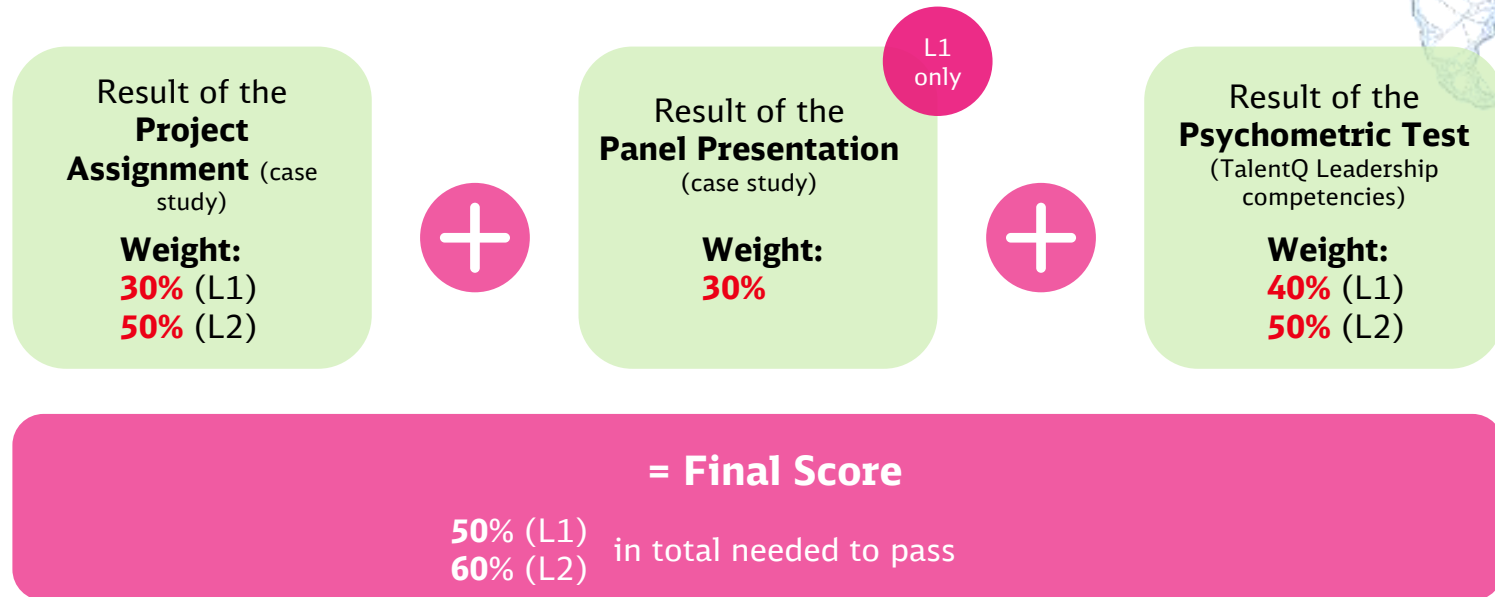 Result of the
Project
Assignment (case
study)
Weight:
30% (L1)
50% (L2)
L1
only
Result of the
Panel Presentation
(case study)
Weight:
30%
Result of the
Psychometric Test
(TalentQ Leadership
competencies)
Weight:
40% (L1)
50% (L2)
= Final Score
50% (L1)
60% (L2)
in total needed to pass